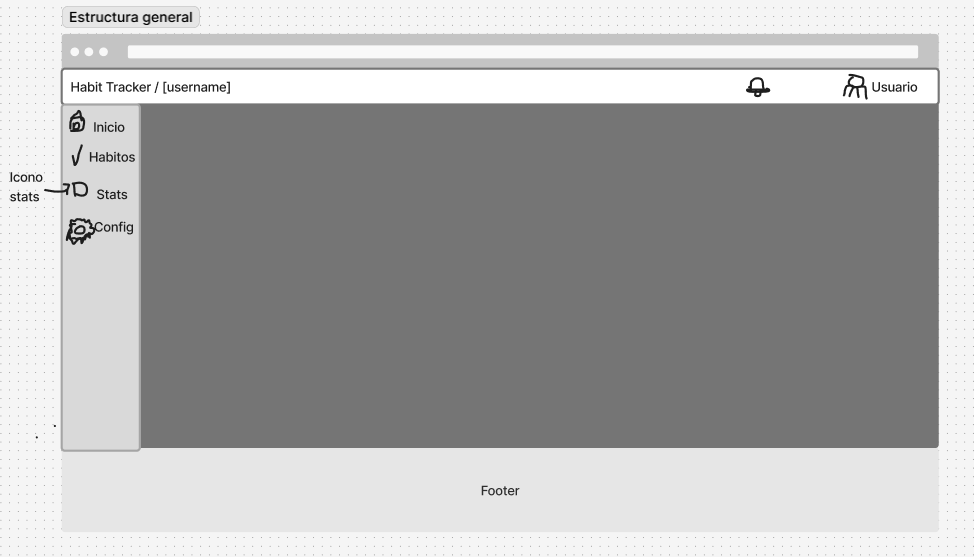 Estructura general
Habit Tracker / [username]
Usuario
Inicio
Habitos
Icono
stats
Stats
Config
Footer